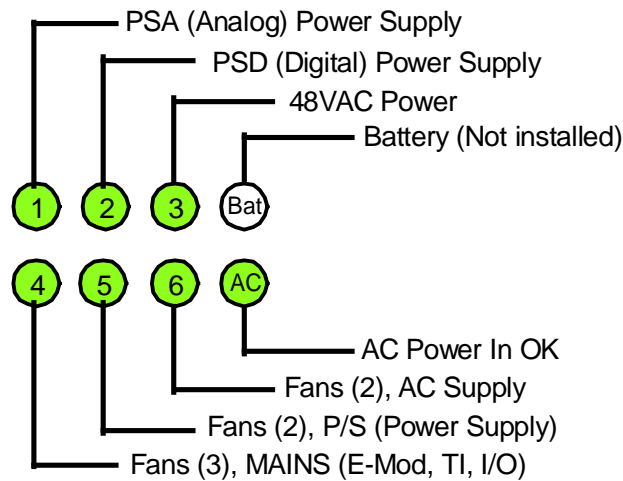 PSA (Analog) Power Supply
PSD (Digital) Power Supply
48VAC Power
Battery (Not installed)
1 2 3 Bat
4 5 6 AC
AC Power In OK
Fans (2), AC Supply
Fans (2), P/S (Power Supply)
Fans (3), MAINS (E-Mod, TI, I/O)